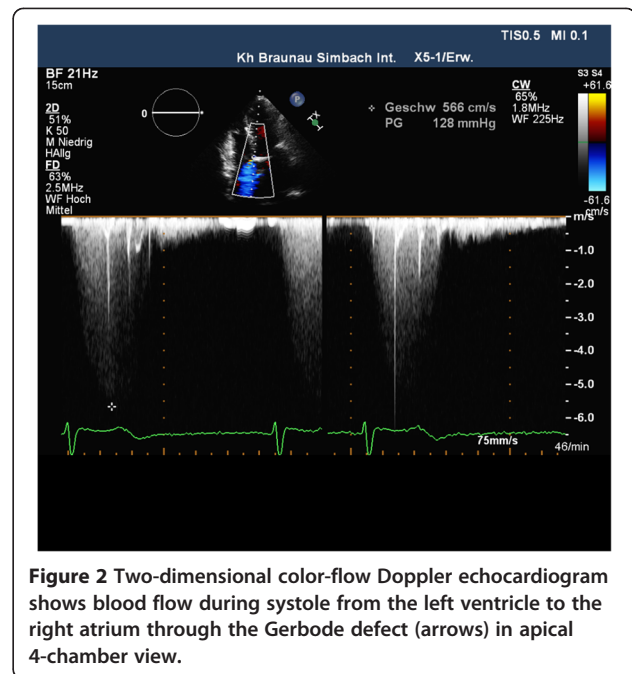 TIS0.5 MI 0.1
Kh Braunau Simbach Int. X5-1/Erw.
BF 21Hz
15cm
2D
51%
K 50
M Niedrig
HAllg
FD
63%
2.5MHz
WF Hoch
Mittel
0
P
Geschw 566 cm/s
PG 128 mmHg
CW
65%
1.8MHz
WF 225Hz
S3 S4
+61.6
-61.6
cm/s
m/s
-1.0
-2.0
-3.0
-4.0
-5.0
-6.0
75mm/s
46/min
Figure 2 Two-dimensional color-flow Doppler echocardiogram
shows blood flow during systole from the left ventricle to the
right atrium through the Gerbode defect (arrows) in apical
4-chamber view.